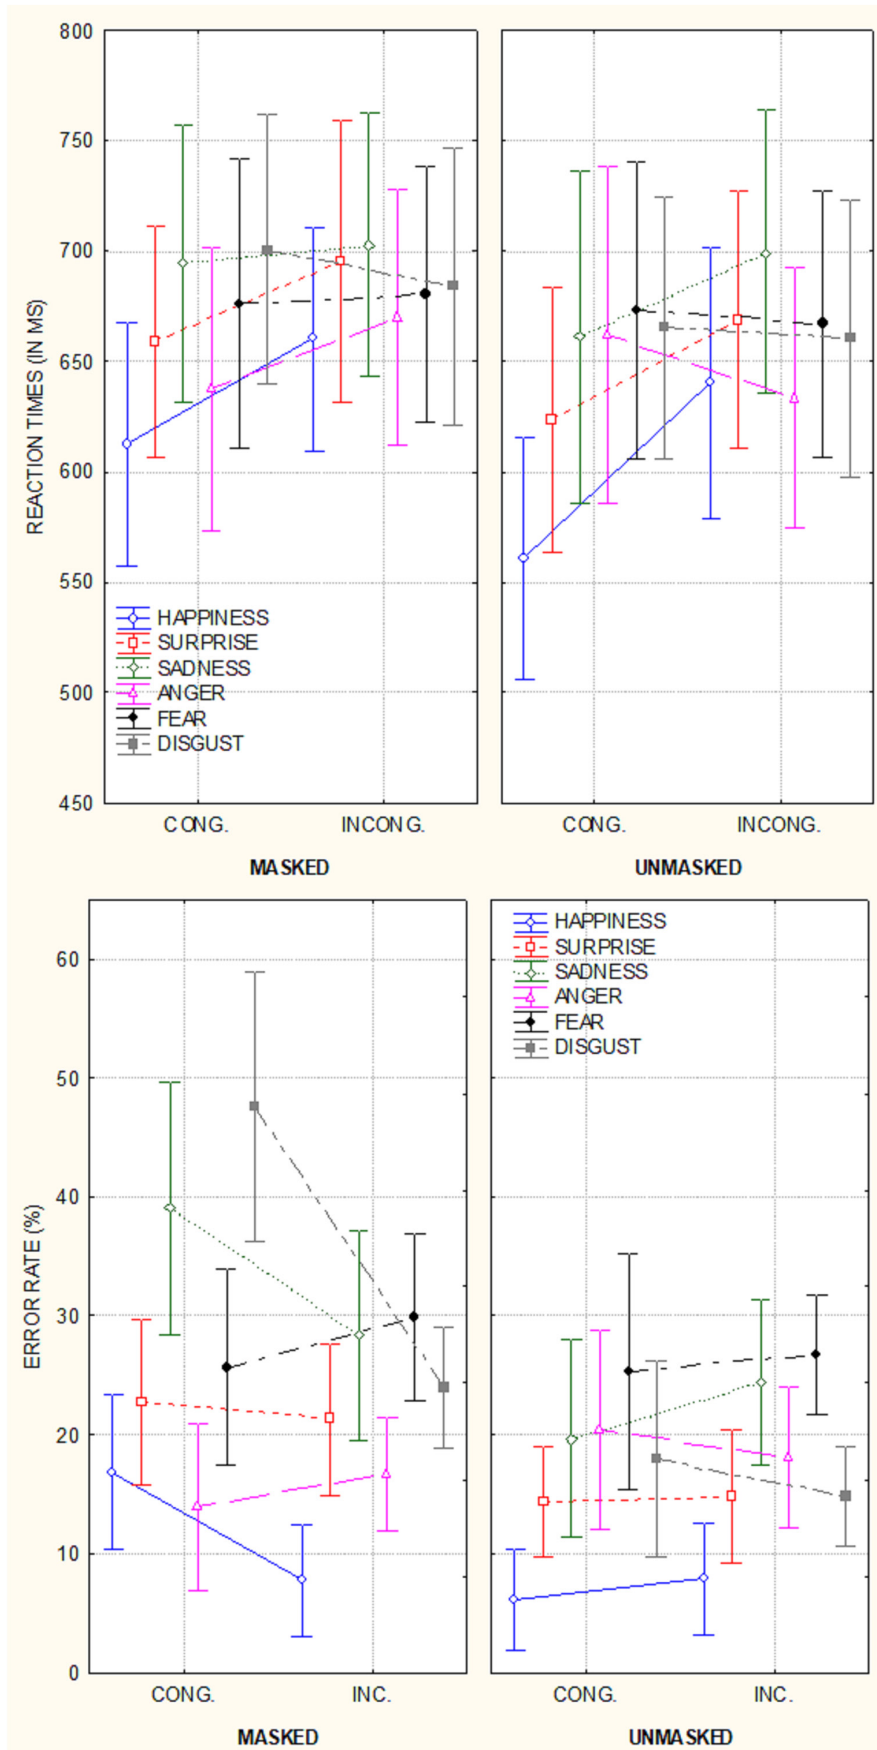 REACTION TIMES (IN MS)
800
750
700
650
600
550
500
450
HAPPINESS
SURPRISE
SADNESS
ANGER
FEAR
DISGUST
CONG.
INCONG.
CONG.
INCONG.
MASKED
UNMASKED
ERROR RATE (%)
60
50
40
30
20
10
0
HAPPINESS
SURPRISE
SADNESS
ANGER
FEAR
DISGUST
CONG.
INC.
CONG.
INC.
MASKED
UNMASKED